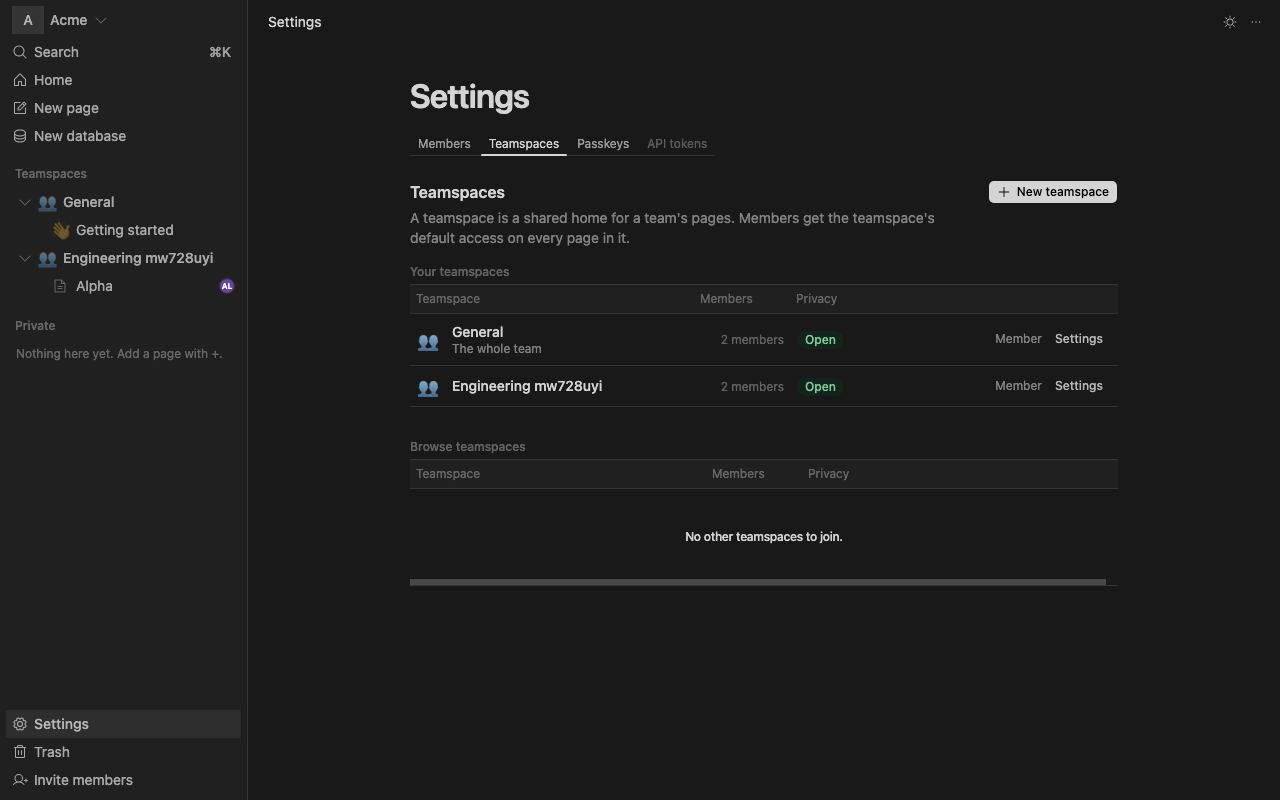 A Acme
Search ⌘K
Home
New page
New database
Teamspaces
General
Getting started
Engineering mw728uyi
Alpha AL
Private
Nothing here yet. Add a page with +.
Settings
Trash
Invite members
Settings
Settings
Members Teamspaces Passkeys API tokens
Teamspaces
New teamspace
A teamspace is a shared home for a team's pages. Members get the teamspace's
default access on every page in it.
Your teamspaces
Teamspace Members Privacy
General
The whole team
2 members Open Member Settings
Engineering mw728uyi 2 members Open Member Settings
Browse teamspaces
Teamspace Members Privacy
No other teamspaces to join.